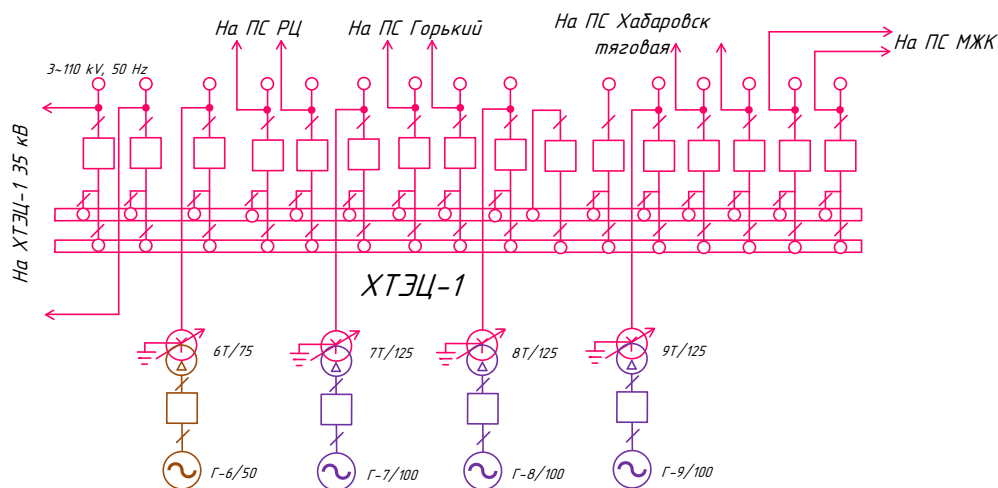 На ПС РЦ
На ПС Горький
На ПС Хабаровск
тяговая
На ПС МЖК
3~110 kV, 50 Hz
На ХТЭЦ-1 35 кВ
ХТЭЦ-1
6Т/75
7Т/125
8Т/125
9Т/125
Г-6/50
Г-7/100
Г-8/100
Г-9/100